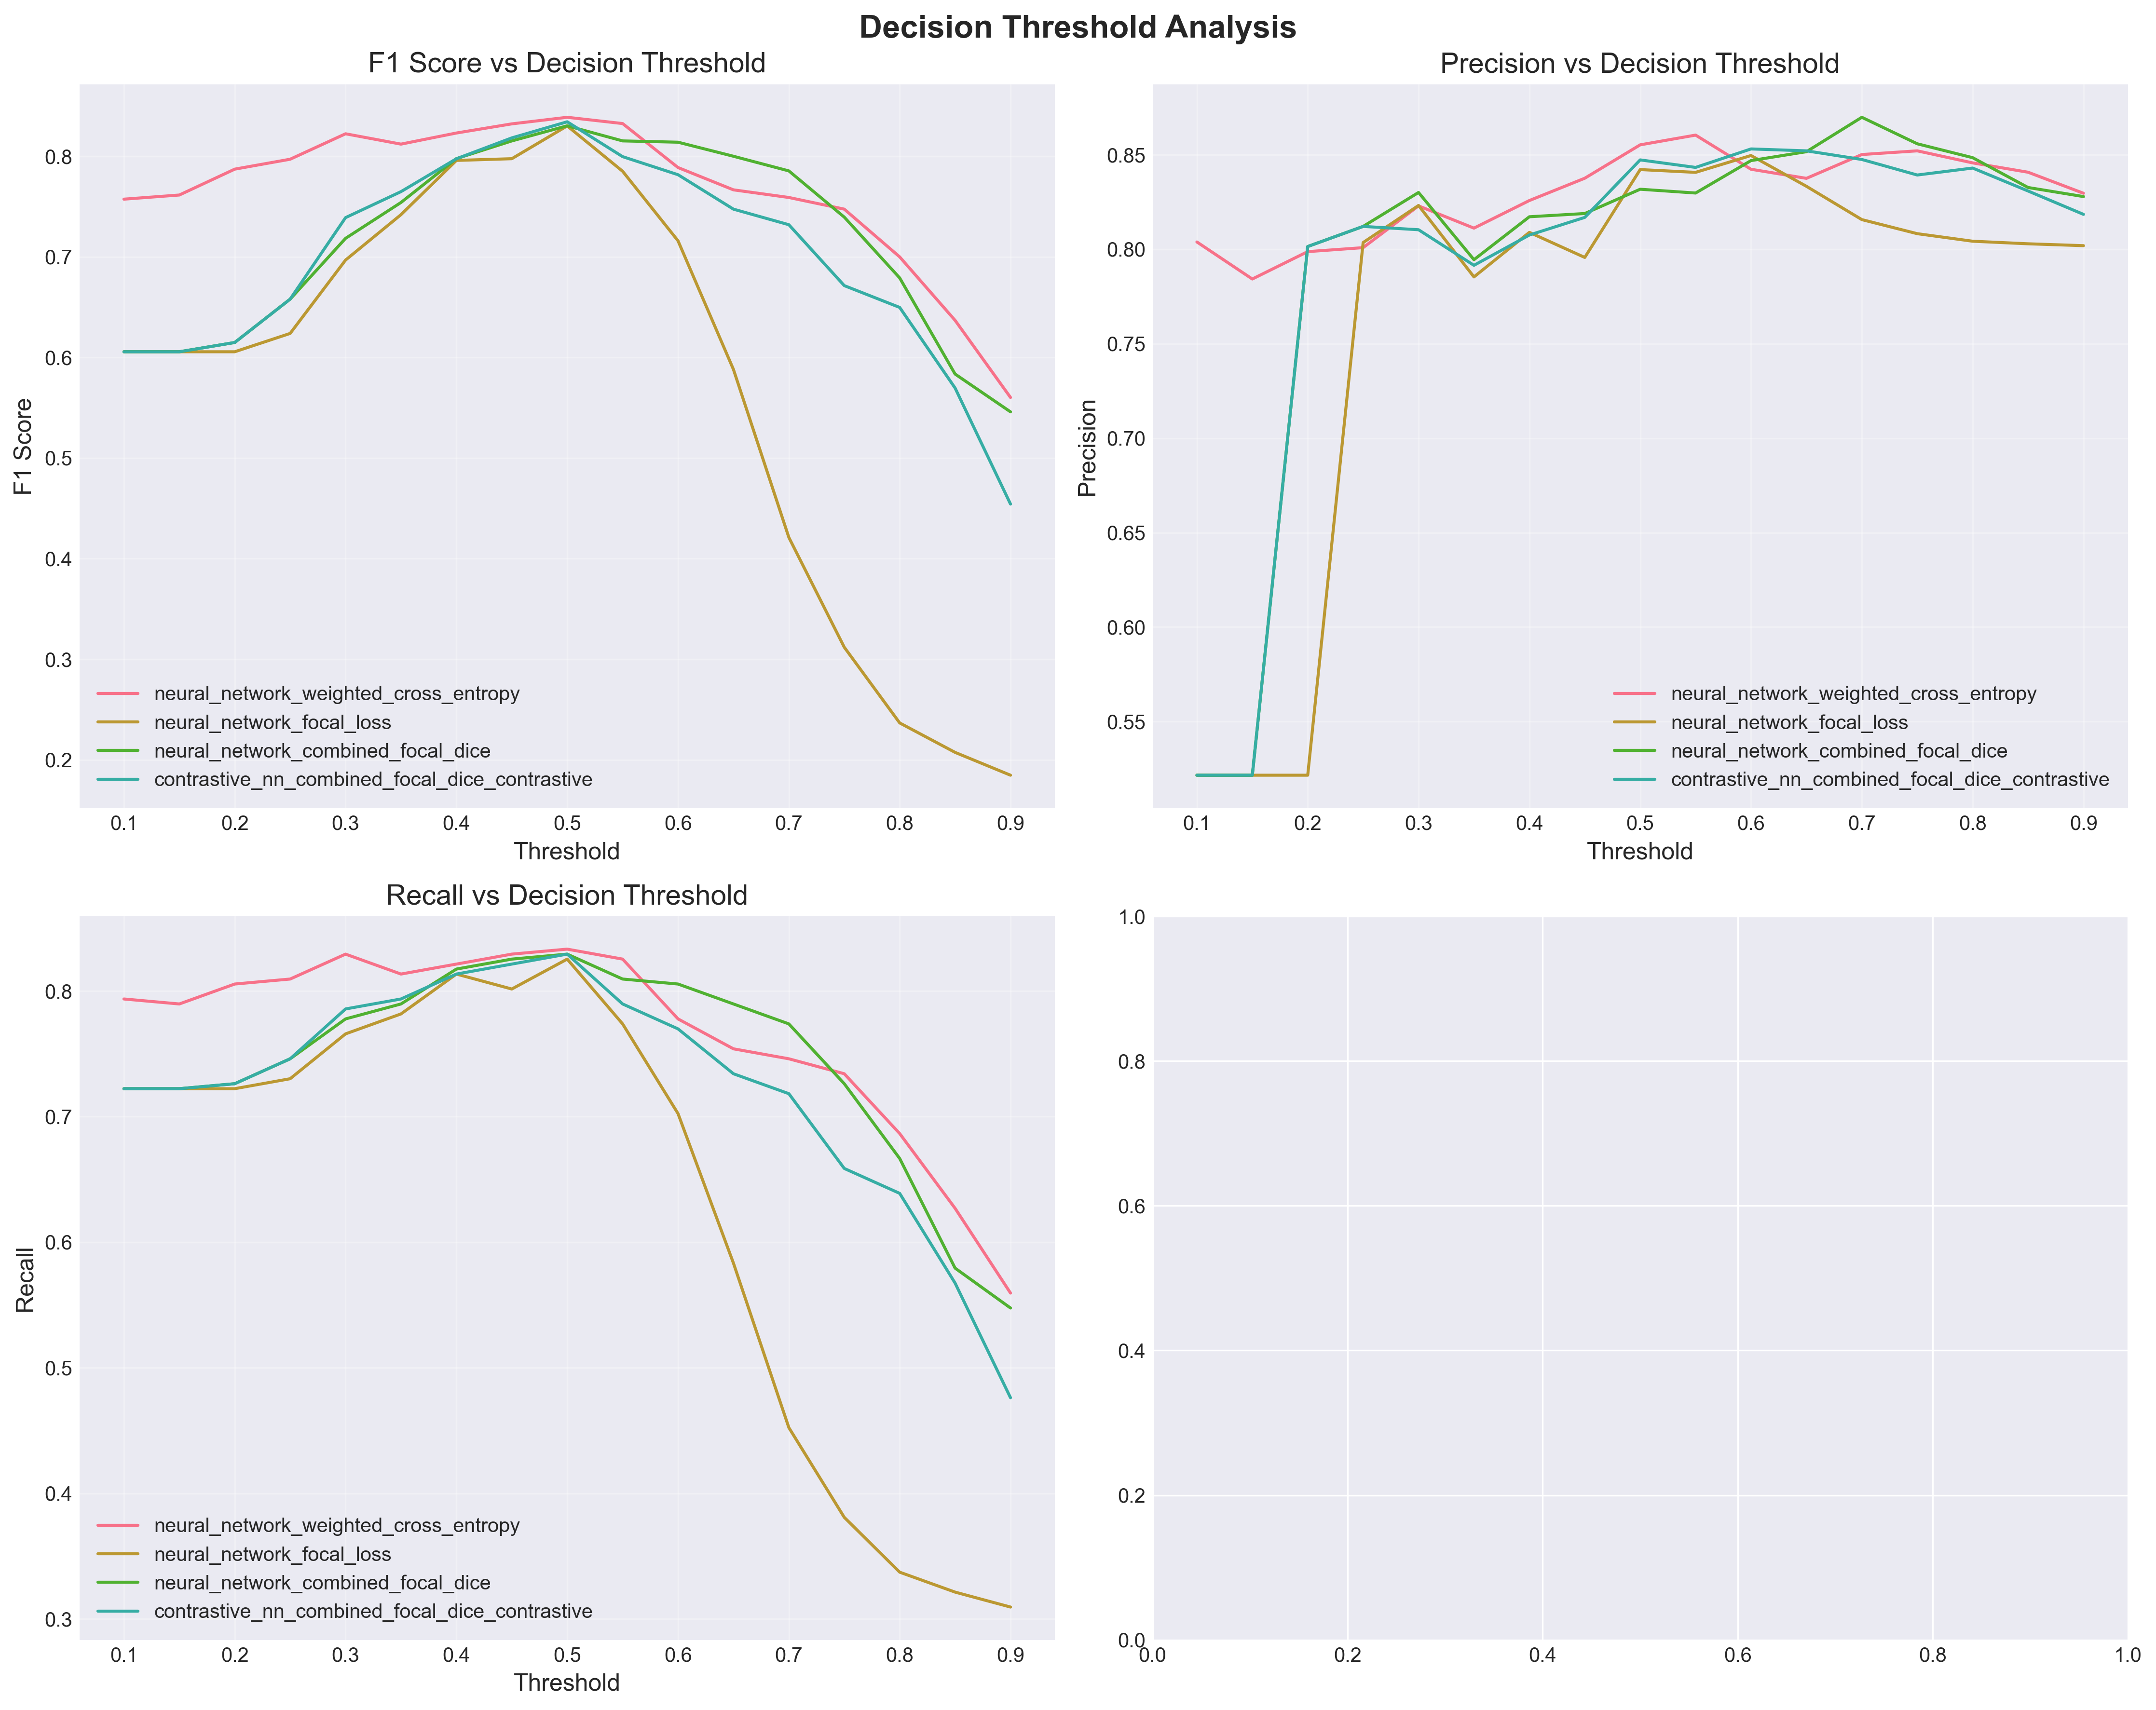 Decision Threshold Analysis
F1 Score vs Decision Threshold
F1 Score
0.8
0.7
0.6
0.5
0.4
0.3
0.2
neural_network_weighted_cross_entropy
neural_network_focal_loss
neural_network_combined_focal_dice
contrastive_nn_combined_focal_dice_contrastive
0.1 0.2 0.3 0.4 0.5 0.6 0.7 0.8 0.9
Threshold
Precision vs Decision Threshold
Precision
0.85
0.80
0.75
0.70
0.65
0.60
0.55
neural_network_weighted_cross_entropy
neural_network_focal_loss
neural_network_combined_focal_dice
contrastive_nn_combined_focal_dice_contrastive
0.1 0.2 0.3 0.4 0.5 0.6 0.7 0.8 0.9
Threshold
Recall vs Decision Threshold
Recall
0.8
0.7
0.6
0.5
0.4
0.3
neural_network_weighted_cross_entropy
neural_network_focal_loss
neural_network_combined_focal_dice
contrastive_nn_combined_focal_dice_contrastive
0.1 0.2 0.3 0.4 0.5 0.6 0.7 0.8 0.9
Threshold
1.0
0.8
0.6
0.4
0.2
0.0
0.0 0.2 0.4 0.6 0.8 1.0